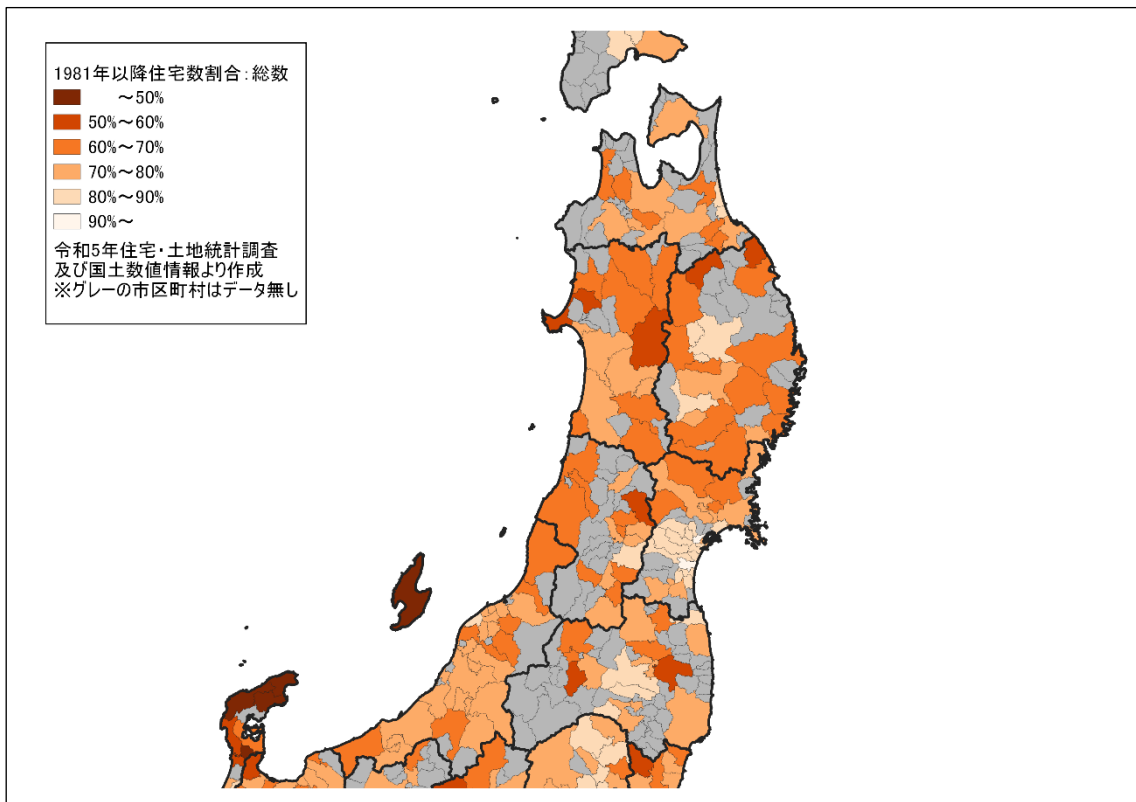 1981年以降住宅数割合：総数
～50%
50%～60%
60%～70%
70%～80%
80%～90%
90%～
令和5年住宅・土地統計調査
及び国土数値情報より作成
※グレーの市区町村はデータ無し